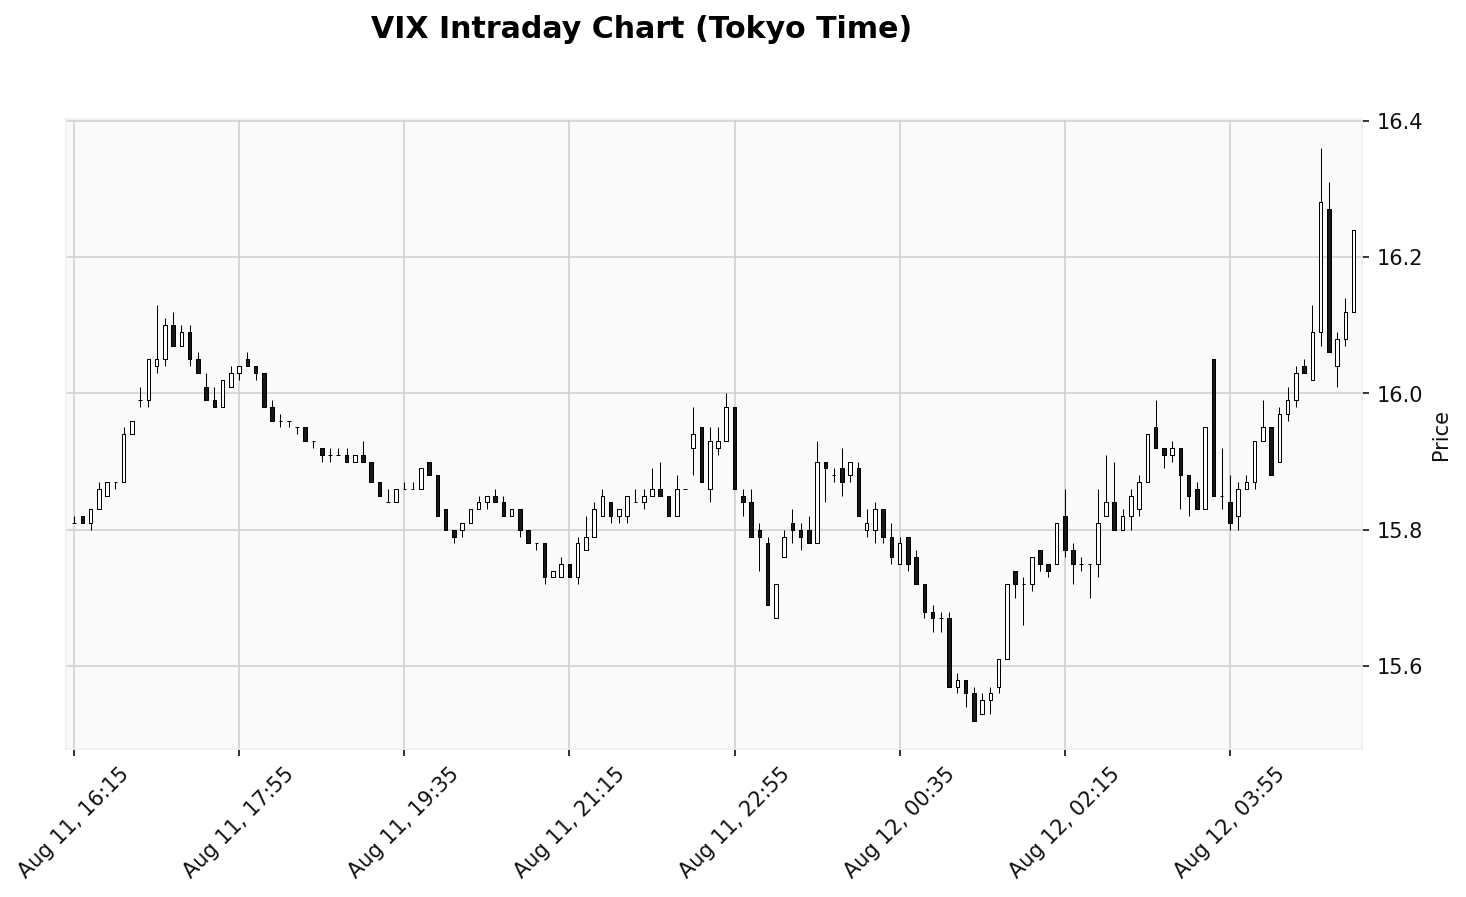 VIX Intraday Chart (Tokyo Time)
16.4
16.2
16.0
15.8
15.6
Price
Aug 11, 16:15
Aug 11, 17:55
Aug 11, 19:35
Aug 11, 21:15
Aug 11, 22:55
Aug 12, 00:35
Aug 12, 02:15
Aug 12, 03:55